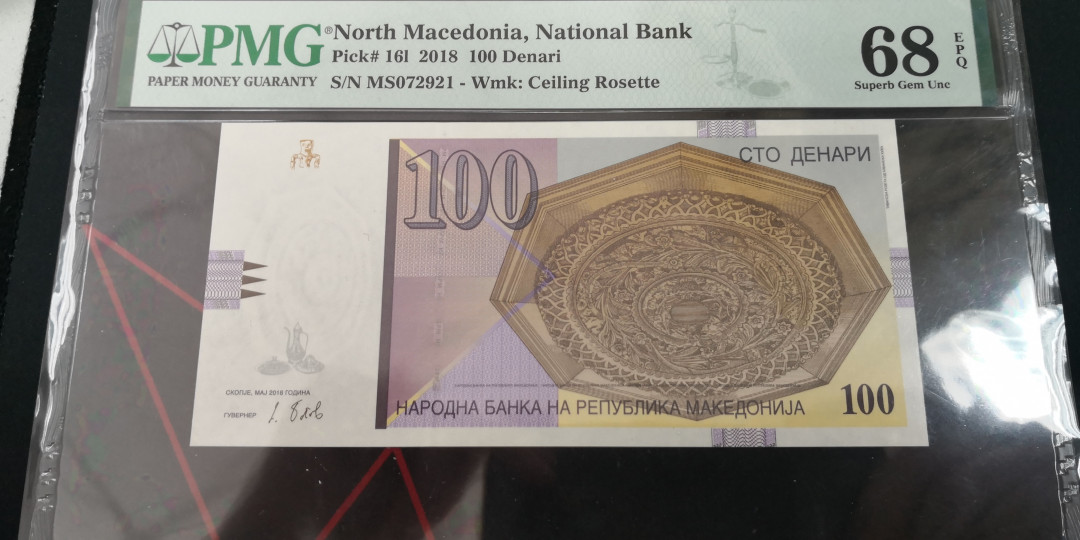 PMG® North Macedonia, National Bank
Pick# 16l 2018 100 Denari
PAPER MONEY GUARANTY S/N MS072921 - Wmk: Ceiling Rosette
68 EPQ
Superb Gem Unc
100
СТО ДЕНАРИ
СКОПЈЕ, МАЈ 2018 ГОДИНА
ГУВЕРНЕР
НАРОДНА БАНКА НА РЕПУБЛИКА МАКЕДОНИЈА
100